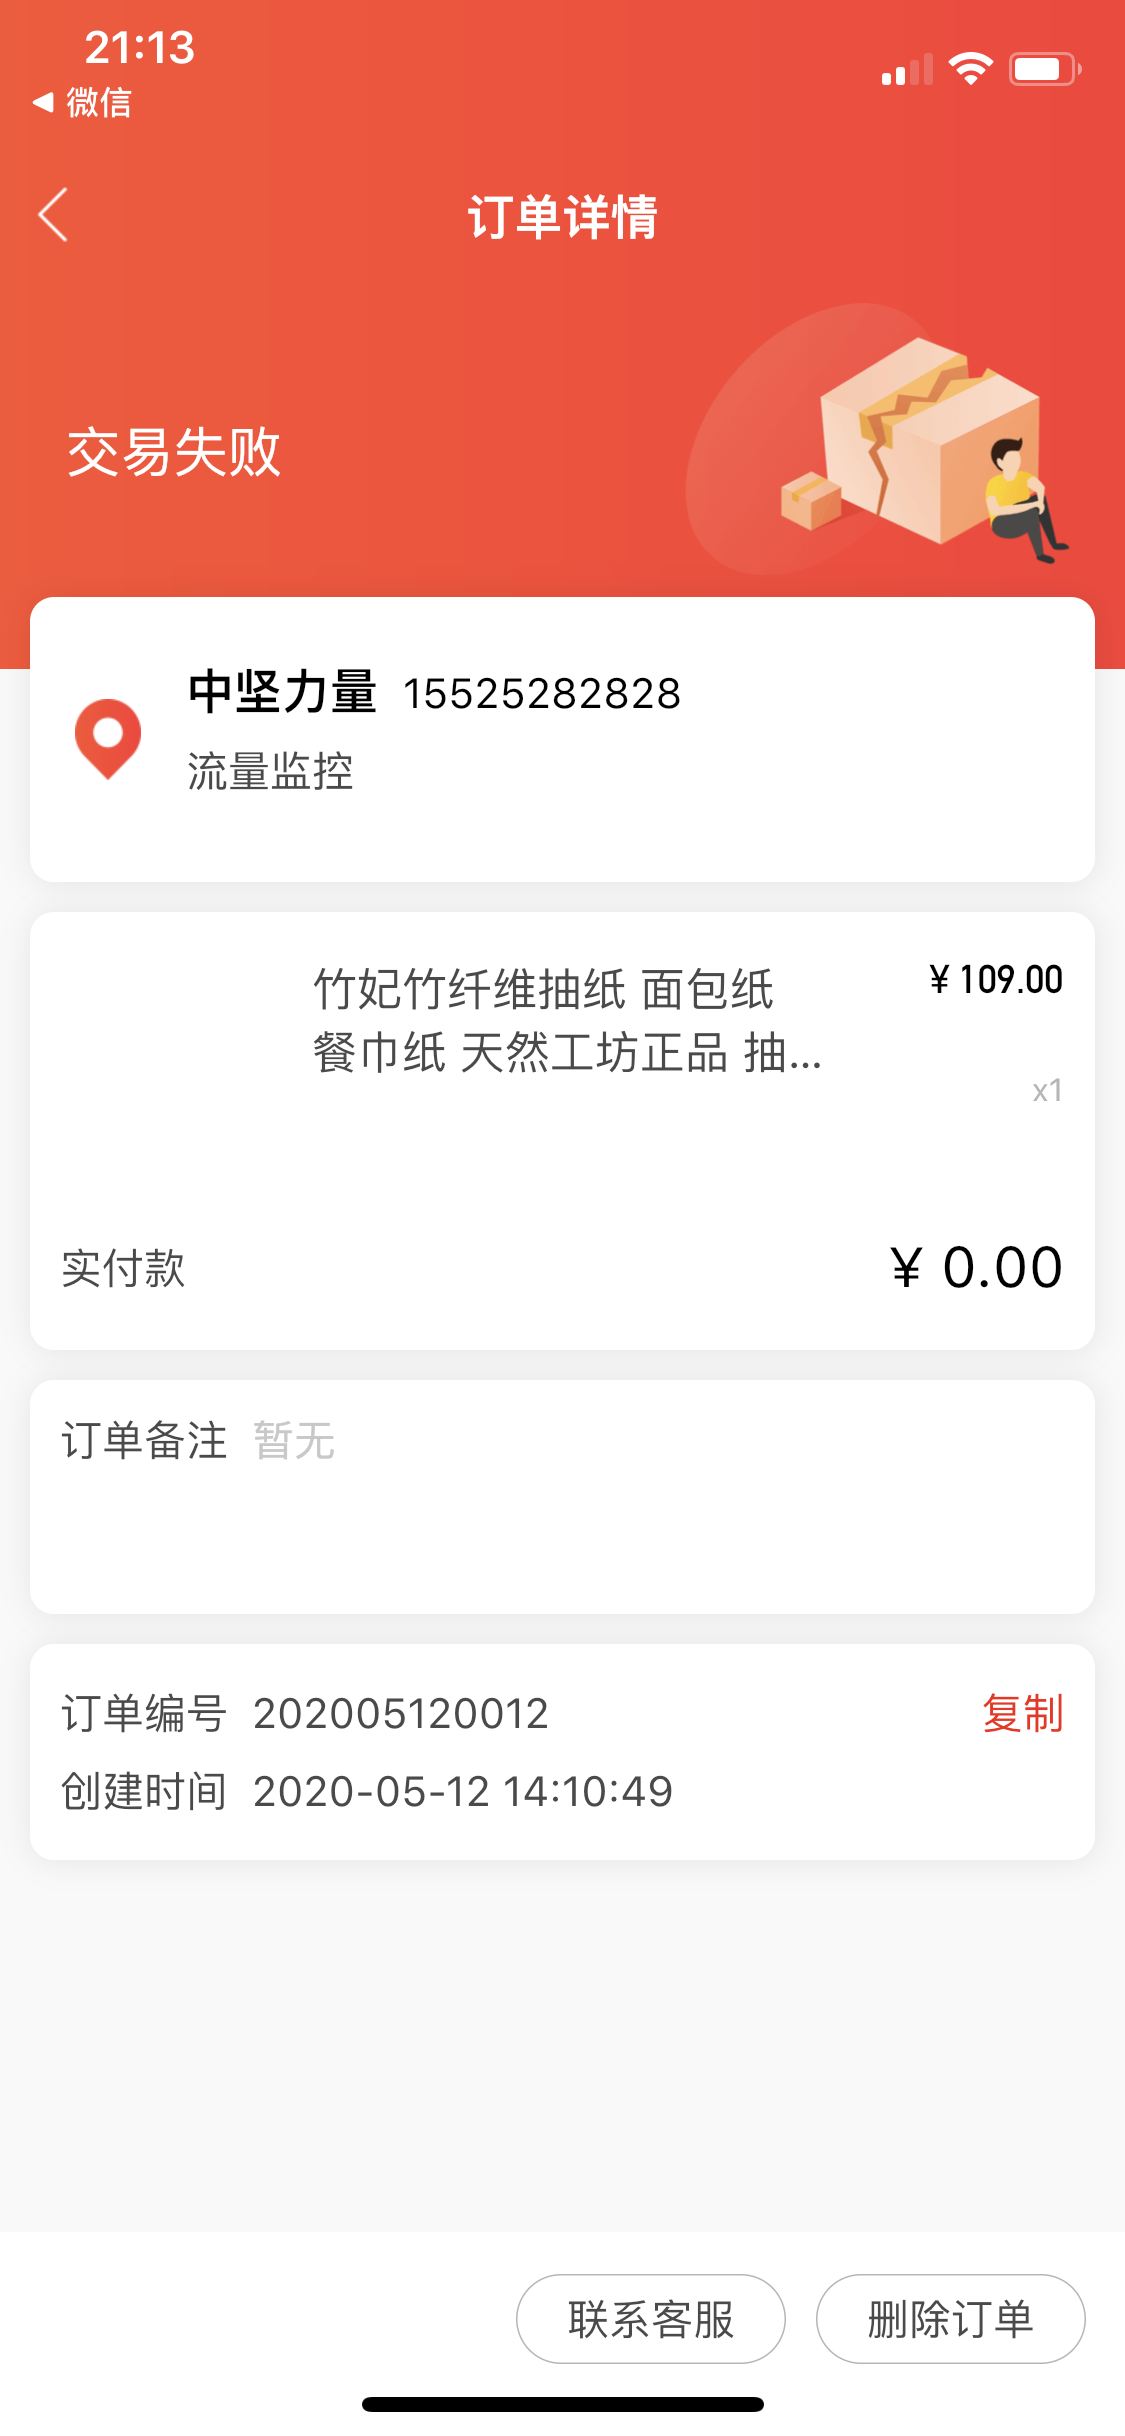 21:13
微信
订单详情
交易失败
中坚力量 15525282828
流量监控
竹妃竹纤维抽纸 面包纸 ¥109.00
餐巾纸 天然工坊正品 抽...
x1
实付款 ¥ 0.00
订单备注 暂无
订单编号 202005120012 复制
创建时间 2020-05-12 14:10:49
联系客服 删除订单